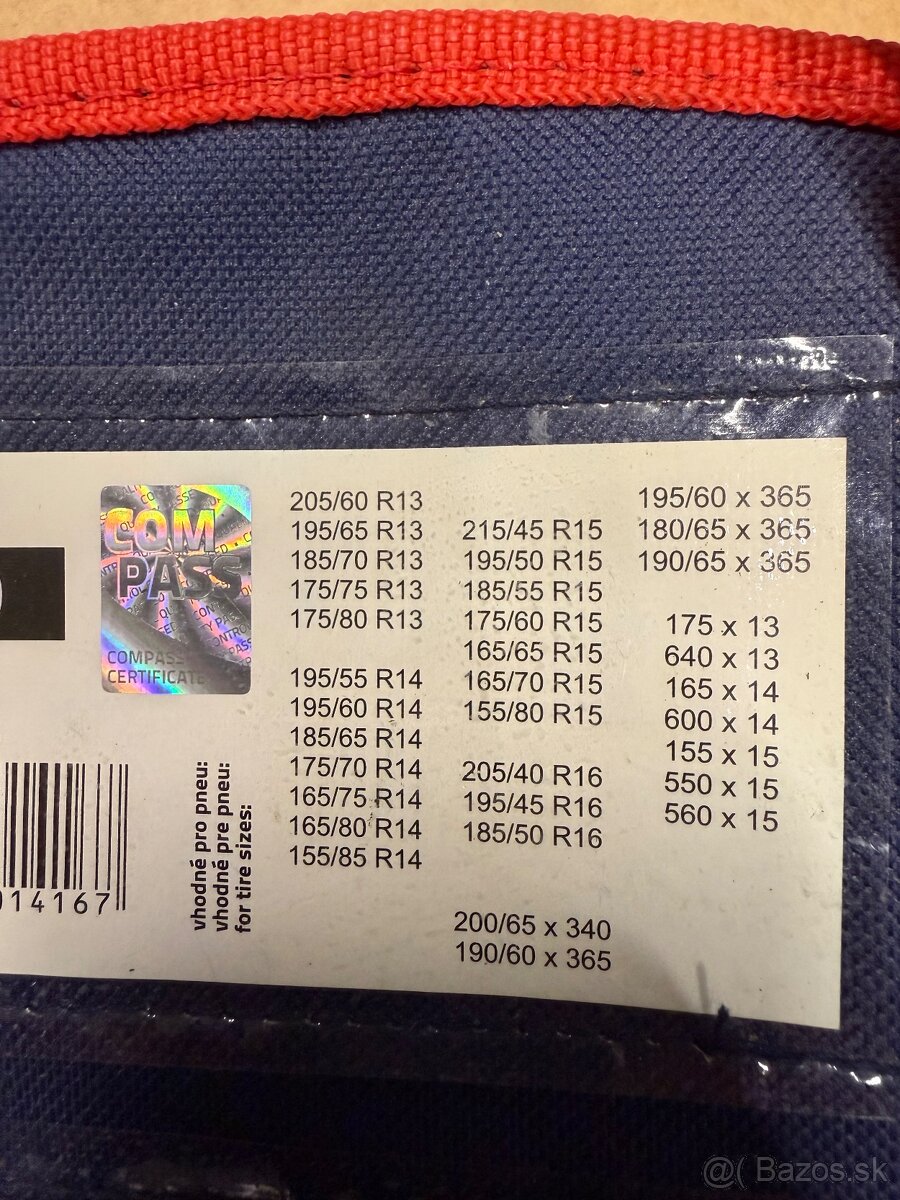 COM
PASS
COMPASS
CERTIFICATE
14167
vhodné pro pneu:
vhodné pre pneu:
for tire sizes:
205/60 R13
195/65 R13
185/70 R13
175/75 R13
175/80 R13
195/55 R14
195/60 R14
185/65 R14
175/70 R14
165/75 R14
165/80 R14
155/85 R14
215/45 R15
195/50 R15
185/55 R15
175/60 R15
165/65 R15
165/70 R15
155/80 R15
205/40 R16
195/45 R16
185/50 R16
200/65 x 340
190/60 x 365
195/60 x 365
180/65 x 365
190/65 x 365
175 x 13
640 x 13
165 x 14
600 x 14
155 x 15
550 x 15
560 x 15
@( Bazos.sk